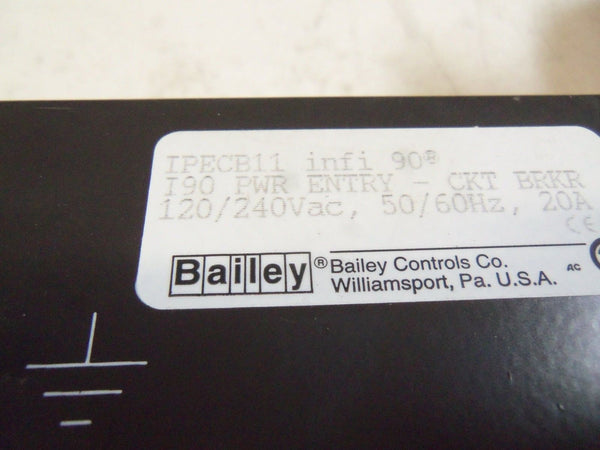 IPECB11 infi 90®
I90 PWR ENTRY - CKT BRKR
120/240Vac, 50/60Hz, 20A
CE
Bailey® Bailey Controls Co.
Williamsport, Pa. U.S.A. AC